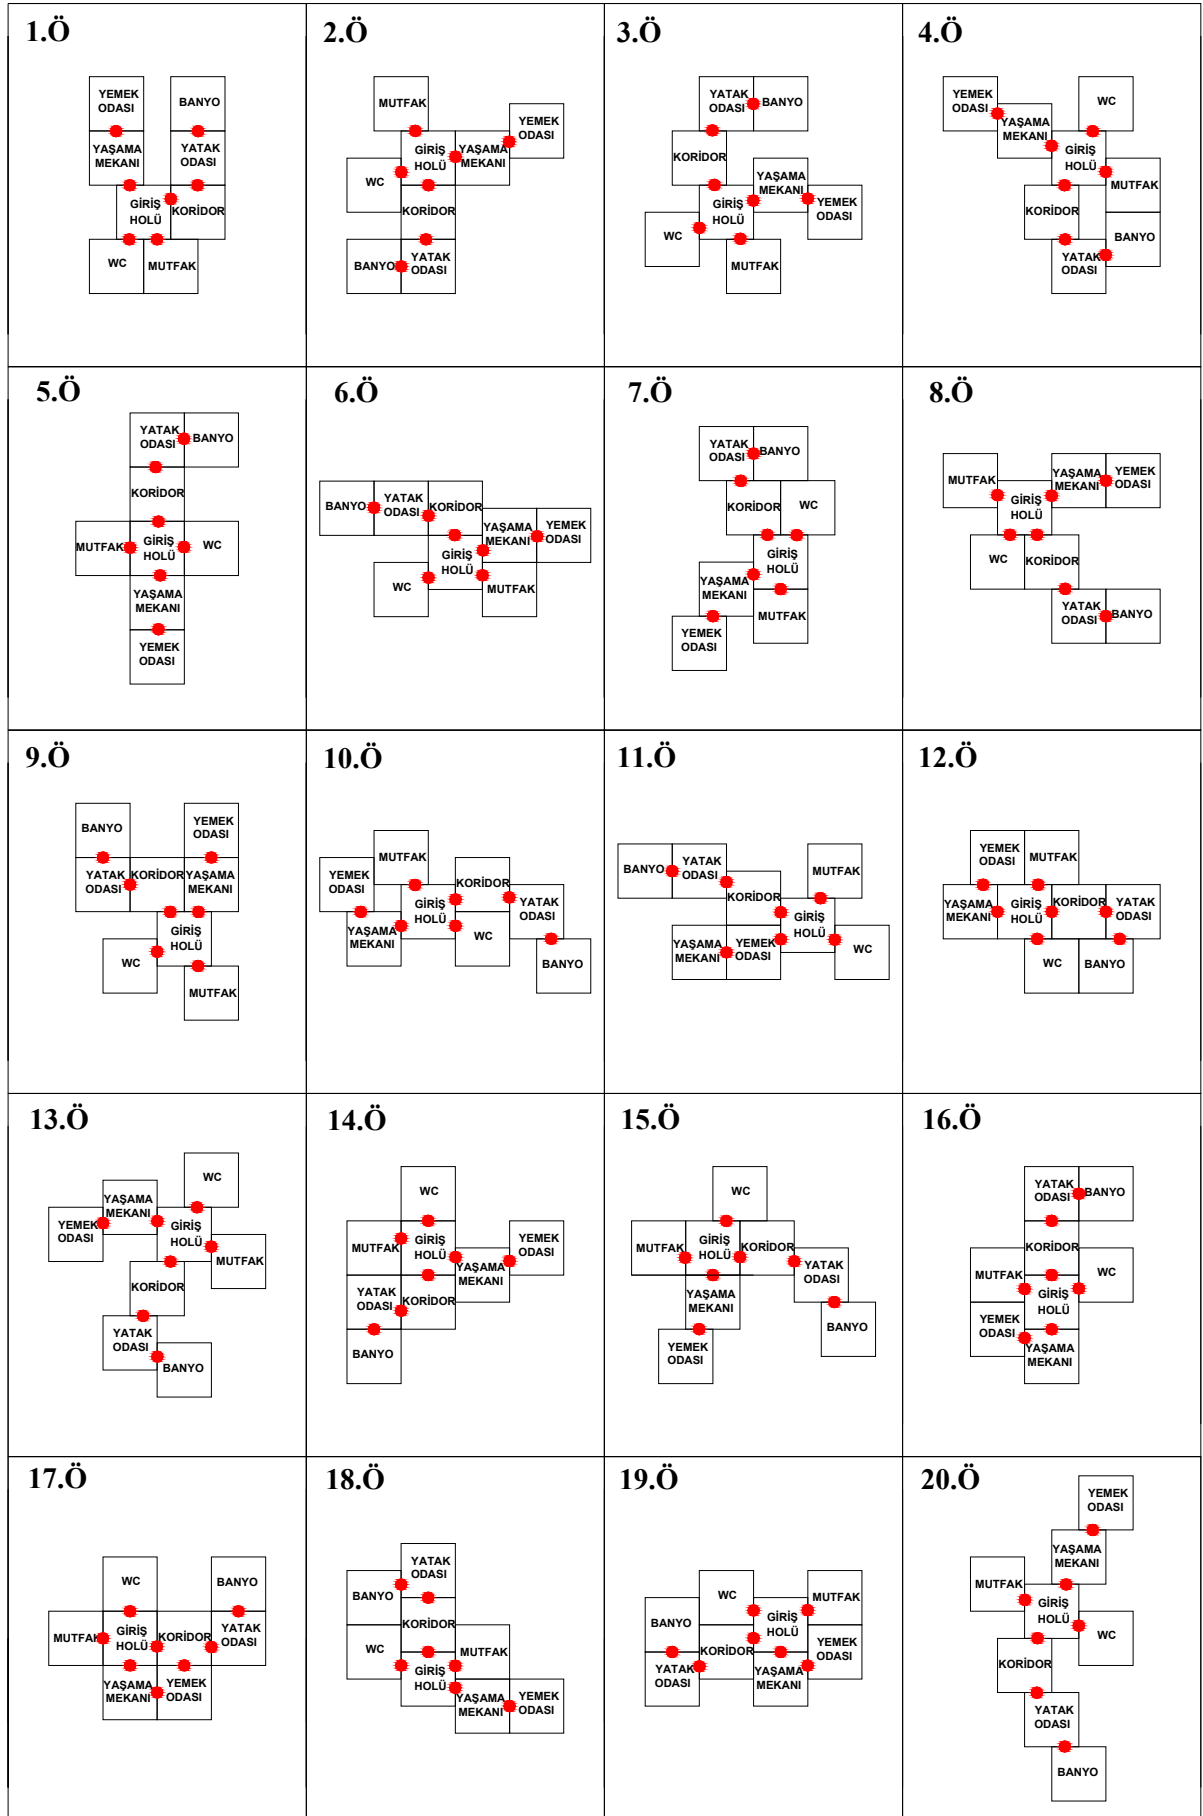 1.Ö
YEMEK
ODASI
BANYO
YAŞAMA
MEKANI
YATAK
ODASI
GİRİŞ
HOLÜ
KORİDOR
WC
MUTFAK
2.Ö
MUTFAK
YEMEK
ODASI
GİRİŞ
HOLÜ
YAŞAMA
MEKANI
WC
KORİDOR
BANYO
YATAK
ODASI
3.Ö
YATAK
ODASI
BANYO
KORİDOR
YAŞAMA
MEKANI
YEMEK
ODASI
GİRİŞ
HOLÜ
WC
MUTFAK
4.Ö
YEMEK
ODASI
WC
YAŞAMA
MEKANI
GİRİŞ
HOLÜ
MUTFAK
KORİDOR
BANYO
YATAK
ODASI
5.Ö
YATAK
ODASI
BANYO
KORİDOR
MUTFAK
GİRİŞ
HOLÜ
WC
YAŞAMA
MEKANI
YEMEK
ODASI
6.Ö
BANYO
YATAK
ODASI
KORİDOR
YAŞAMA
MEKANI
YEMEK
ODASI
GİRİŞ
HOLÜ
WC
MUTFAK
7.Ö
YATAK
ODASI
BANYO
KORİDOR
WC
GİRİŞ
HOLÜ
YAŞAMA
MEKANI
MUTFAK
YEMEK
ODASI
8.Ö
MUTFAK
YAŞAMA
MEKANI
YEMEK
ODASI
GİRİŞ
HOLÜ
WC
KORİDOR
YATAK
ODASI
BANYO
9.Ö
BANYO
YEMEK
ODASI
YATAK
ODASI
KORİDOR
YAŞAMA
MEKANI
GİRİŞ
HOLÜ
WC
MUTFAK
10.Ö
MUTFAK
YEMEK
ODASI
KORİDOR
GİRİŞ
HOLÜ
YATAK
ODASI
YAŞAMA
MEKANI
WC
BANYO
11.Ö
BANYO
YATAK
ODASI
MUTFAK
KORİDOR
GİRİŞ
HOLÜ
YAŞAMA
MEKANI
YEMEK
ODASI
WC
12.Ö
YEMEK
ODASI
MUTFAK
YAŞAMA
MEKANI
GİRİŞ
HOLÜ
KORİDOR
YATAK
ODASI
WC
BANYO
13.Ö
WC
YAŞAMA
MEKANI
YEMEK
ODASI
GİRİŞ
HOLÜ
MUTFAK
KORİDOR
YATAK
ODASI
BANYO
14.Ö
WC
MUTFAK
GİRİŞ
HOLÜ
YEMEK
ODASI
YAŞAMA
MEKANI
YATAK
ODASI
KORİDOR
BANYO
15.Ö
WC
MUTFAK
GİRİŞ
HOLÜ
KORİDOR
YATAK
ODASI
YAŞAMA
MEKANI
YEMEK
ODASI
BANYO
16.Ö
YATAK
ODASI
BANYO
KORİDOR
MUTFAK
WC
GİRİŞ
HOLÜ
YEMEK
ODASI
YAŞAMA
MEKANI
17.Ö
WC
BANYO
MUTFAK
GİRİŞ
HOLÜ
KORİDOR
YATAK
ODASI
YAŞAMA
MEKANI
YEMEK
ODASI
18.Ö
YATAK
ODASI
BANYO
KORİDOR
WC
MUTFAK
GİRİŞ
HOLÜ
YAŞAMA
MEKANI
YEMEK
ODASI
19.Ö
WC
MUTFAK
BANYO
GİRİŞ
HOLÜ
KORİDOR
YEMEK
ODASI
YATAK
ODASI
YAŞAMA
MEKANI
20.Ö
YEMEK
ODASI
YAŞAMA
MEKANI
MUTFAK
GİRİŞ
HOLÜ
WC
KORİDOR
YATAK
ODASI
BANYO